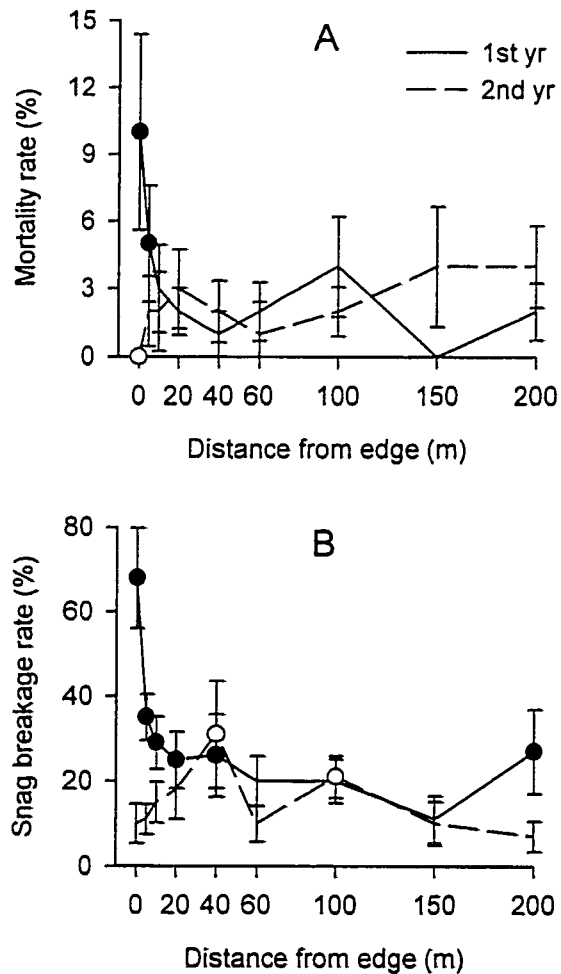 A
1st yr
2nd yr
Mortality rate (%)
15
12
9
6
3
0
0 20 40 60 100 150 200
Distance from edge (m)
B
Snag breakage rate (%)
80
60
40
20
0
0 20 40 60 100 150 200
Distance from edge (m)